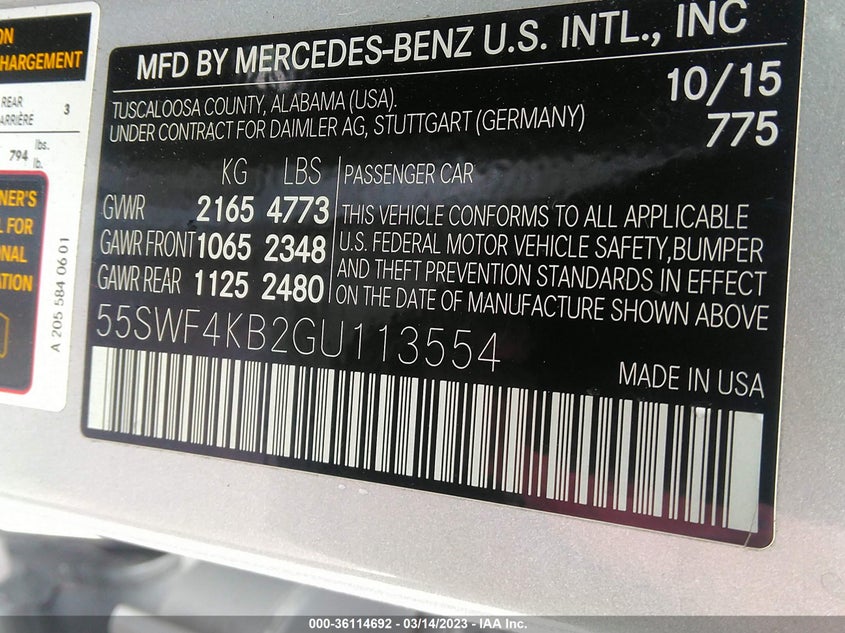 ON
CHARGEMENT
REAR
ARRIÈRE
3
794 lbs.
lb.
NER'S
L FOR
ONAL
ATION
A 205 584 06 01
MFD BY MERCEDES-BENZ U.S. INTL., INC
TUSCALOOSA COUNTY, ALABAMA (USA). 10/15
UNDER CONTRACT FOR DAIMLER AG, STUTTGART (GERMANY) 775
KG LBS
GVWR 2165 4773
GAWR FRONT 1065 2348
GAWR REAR 1125 2480
PASSENGER CAR
THIS VEHICLE CONFORMS TO ALL APPLICABLE
U.S. FEDERAL MOTOR VEHICLE SAFETY,BUMPER
AND THEFT PREVENTION STANDARDS IN EFFECT
ON THE DATE OF MANUFACTURE SHOWN ABOVE
55SWF4KB2GU113554
MADE IN USA
000-36114692 - 03/14/2023 - IAA Inc.